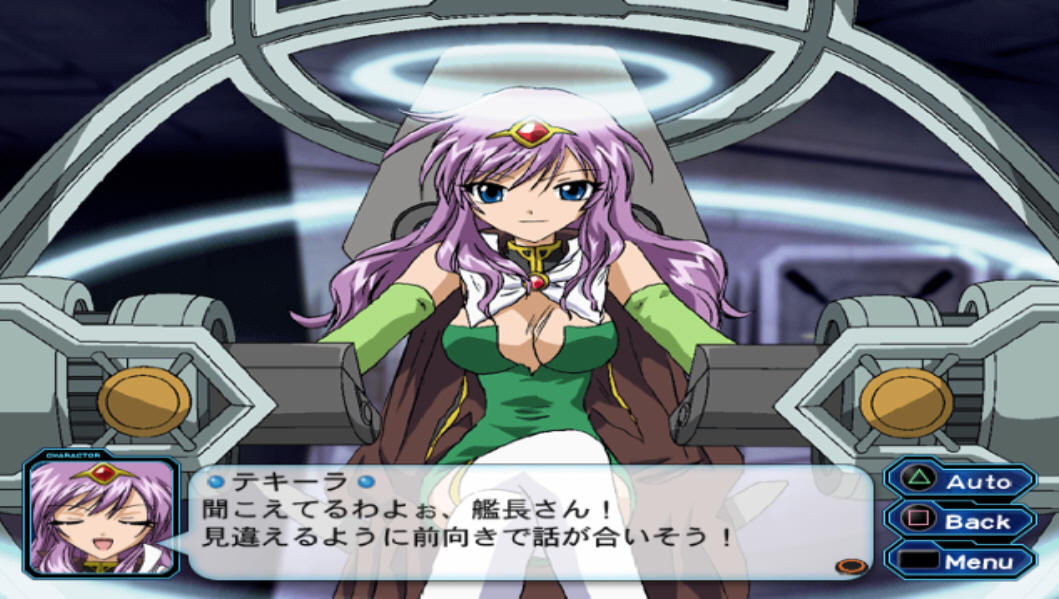 CHARACTOR
テキーラ
聞こえてるわよぉ、艦長さん！
見違えるように前向きで話が合いそう！
Auto
Back
Menu